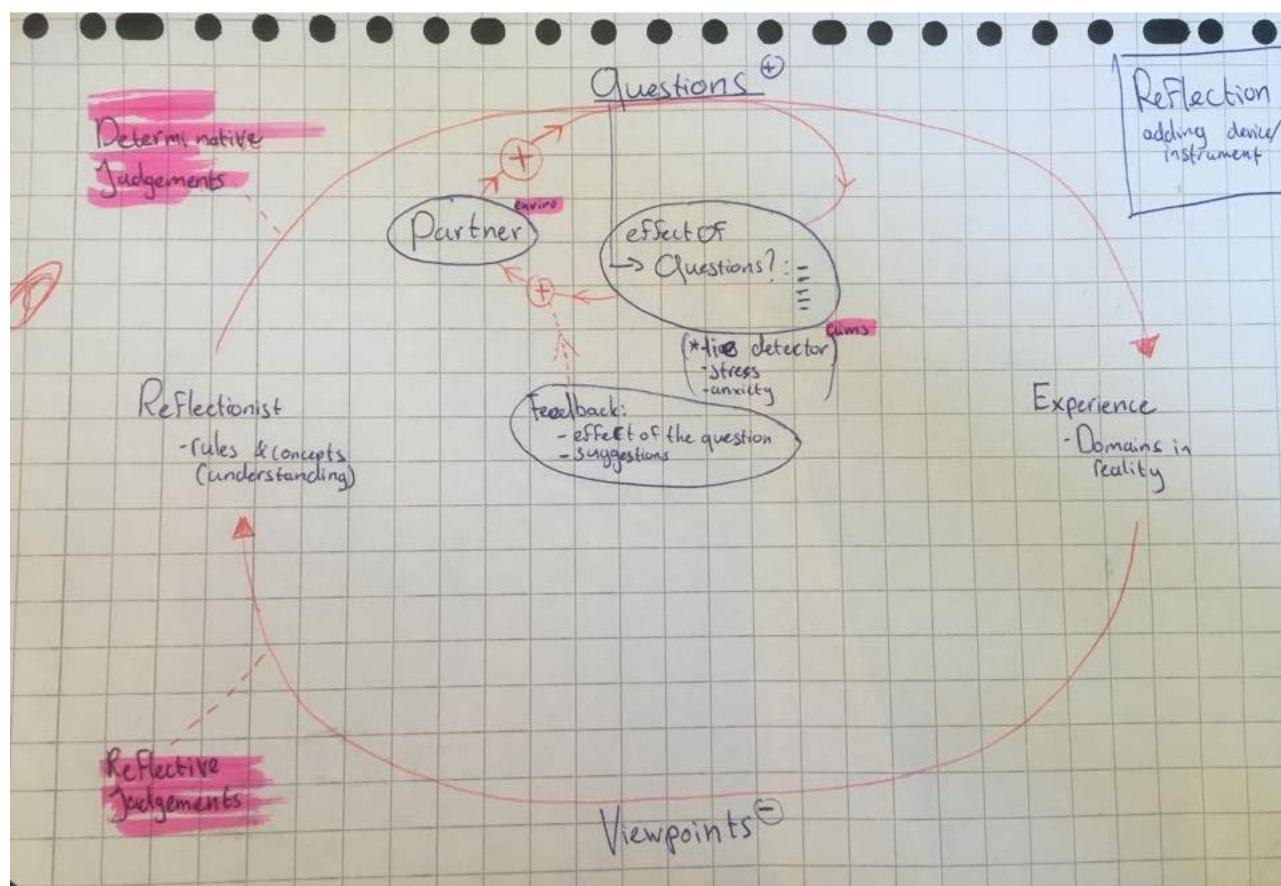 Questions +
Reflection
adding device/
instrument
Determinative
Judgements
+
enviro
Partner
effect of
→ Questions? :
+
aims
(*lie detector
-stress
-anxiety)
Reflectionist
-rules & concepts
(understanding)
Feedback:
- effect of the question
- suggestions
Experience
- Domains in
reality
Reflective
Judgements
Viewpoints -